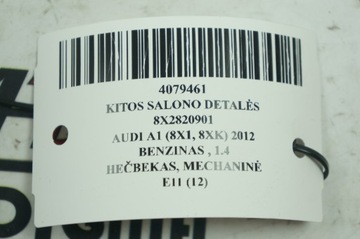 4079461
KITOS SALONO DETALĖS
8X2820901
AUDI A1 (8X1, 8XK) 2012
BENZINAS , 1.4
HEČBEKAS, MECHANINĖ
E11 (12)